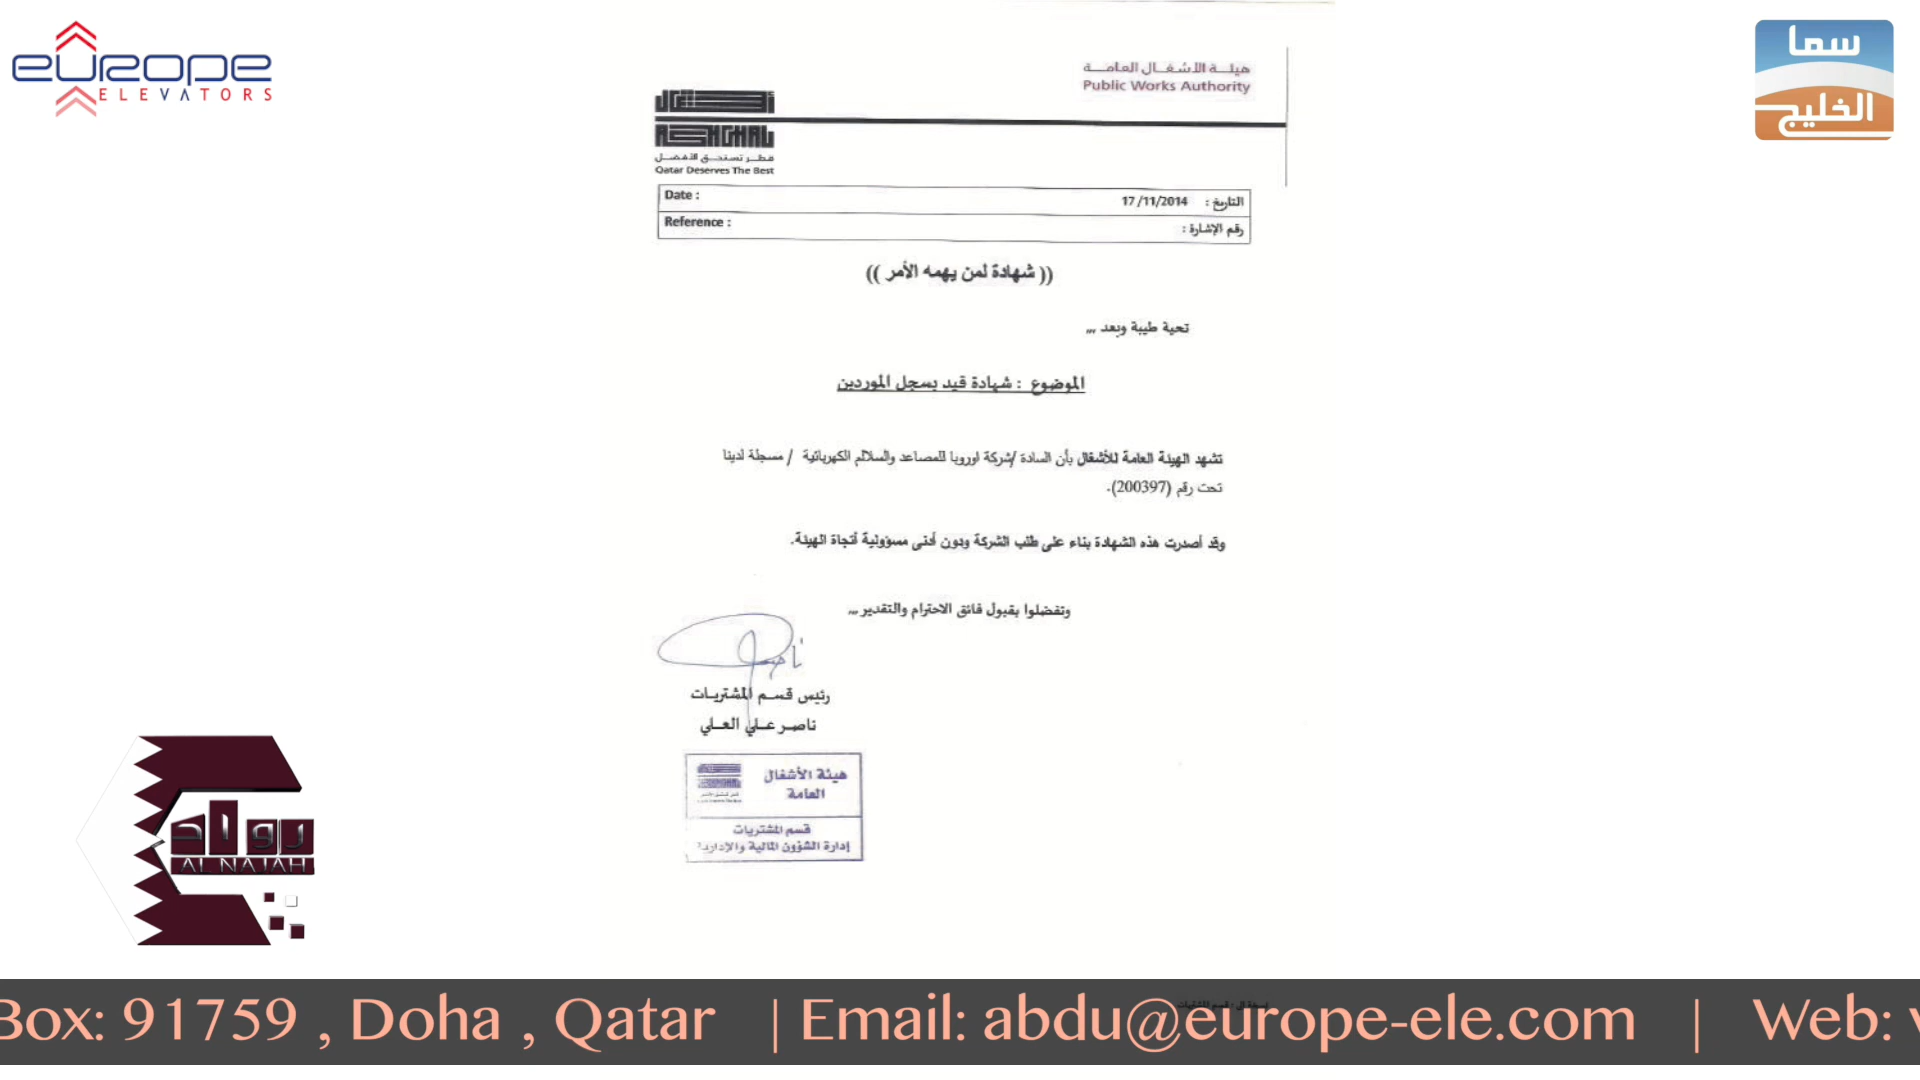 europe
ELEVATORS
سما
الخليج
هيئة الأشغال العامة
Public Works Authority
أشغال
ASHGHAL
قطر تستحق الأفضل
Qatar Deserves The Best
Date :
التاريخ : 17/11/2014
Reference :
رقم الإشارة :
(( شهادة لمن يهمه الأمر ))
تحية طيبة وبعد ,,,
الموضوع : شهادة قيد بسجل الموردين
تشهد الهيئة العامة للأشغال بأن السادة /شركة اوروبا للمصاعد والسلالم الكهربائية / مسجلة لدينا
تحت رقم (200397).
وقد أصدرت هذه الشهادة بناء على طلب الشركة ودون أدنى مسؤولية أتجاة الهيئة.
وتفضلوا بقبول فائق الاحترام والتقدير ,,,
رئيس قسم المشتريات
ناصر علي العلي
هيئة الأشغال
العامة
قسم المشتريات
إدارة الشؤون المالية والإدارية
رواد
AL NAJAH
Box: 91759 , Doha , Qatar | Email: abdu@europe-ele.com | Web: